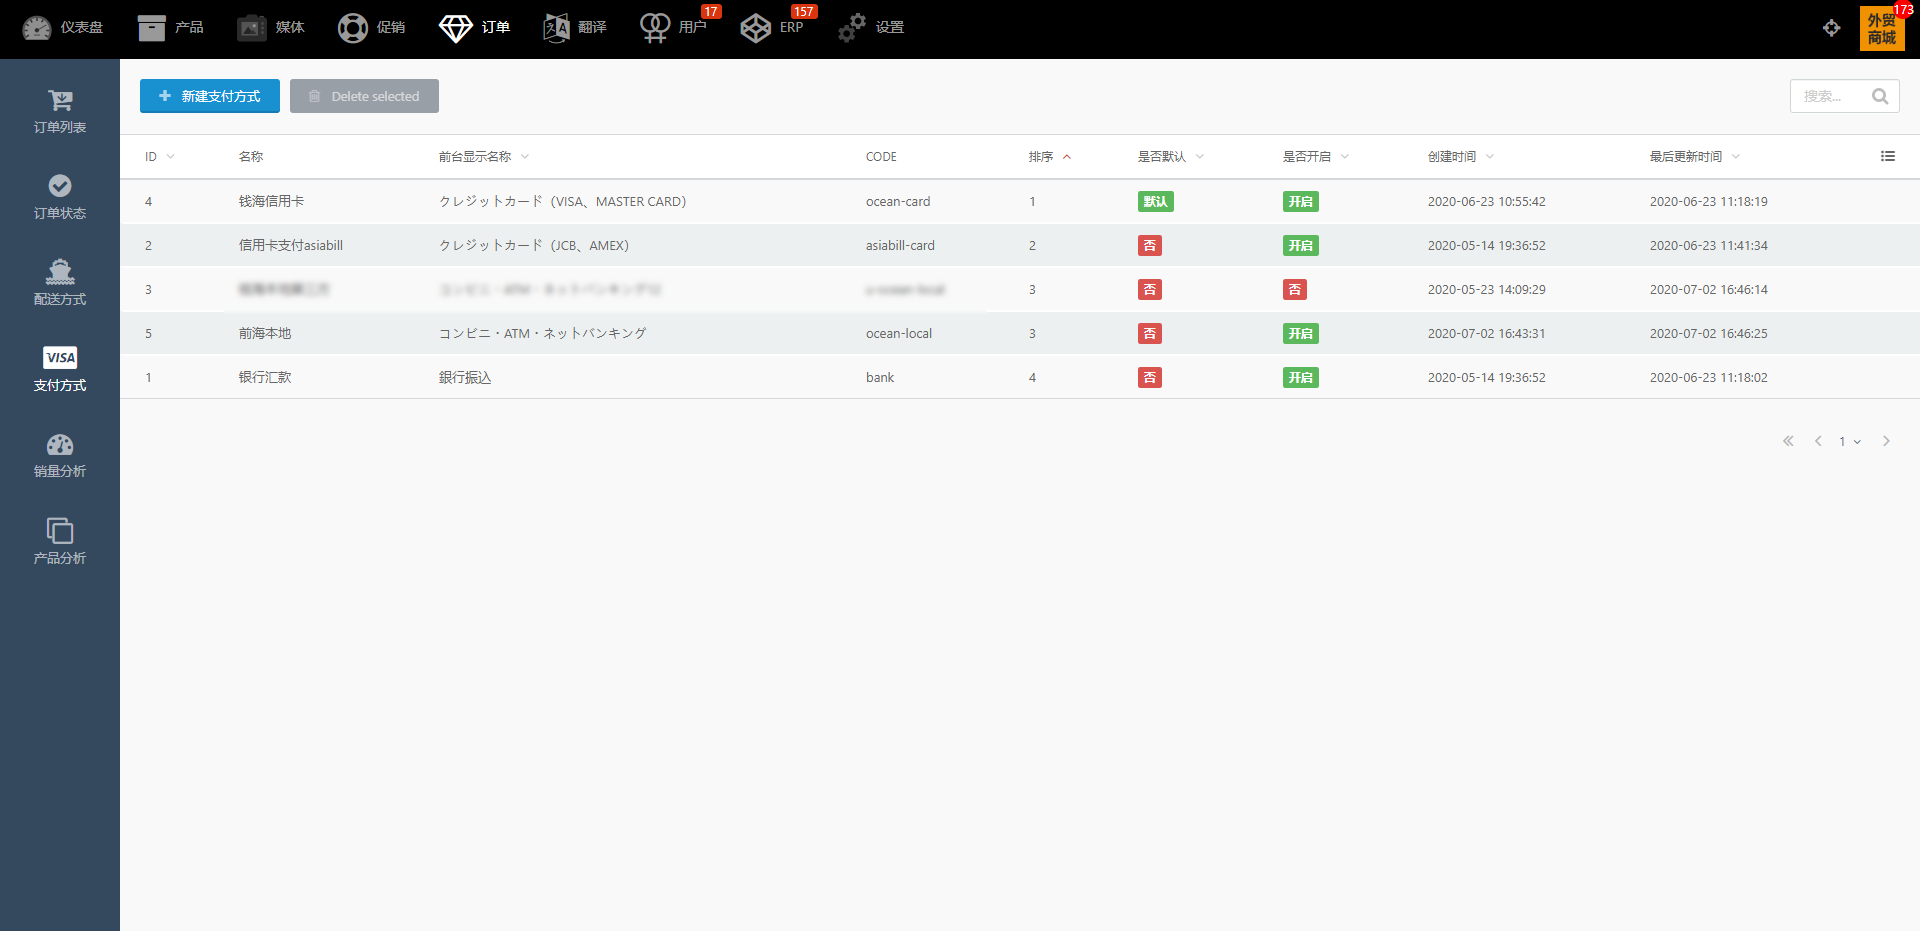 仪表盘 产品 媒体 促销 订单 翻译 用户 17 ERP 157 设置 外贸商城 173
订单列表
订单状态
配送方式
VISA
支付方式
销量分析
产品分析
新建支付方式 Delete selected 搜索...
ID 名称 前台显示名称 CODE 排序 是否默认 是否开启 创建时间 最后更新时间
4 钱海信用卡 クレジットカード（VISA、MASTER CARD） ocean-card 1 默认 开启 2020-06-23 10:55:42 2020-06-23 11:18:19
2 信用卡支付asiabill クレジットカード（JCB、AMEX） asiabill-card 2 否 开启 2020-05-14 19:36:52 2020-06-23 11:41:34
3 3 否 否 2020-05-23 14:09:29 2020-07-02 16:46:14
5 前海本地 コンビニ・ATM・ネットバンキング ocean-local 3 否 开启 2020-07-02 16:43:31 2020-07-02 16:46:25
1 银行汇款 銀行振込 bank 4 否 开启 2020-05-14 19:36:52 2020-06-23 11:18:02
1